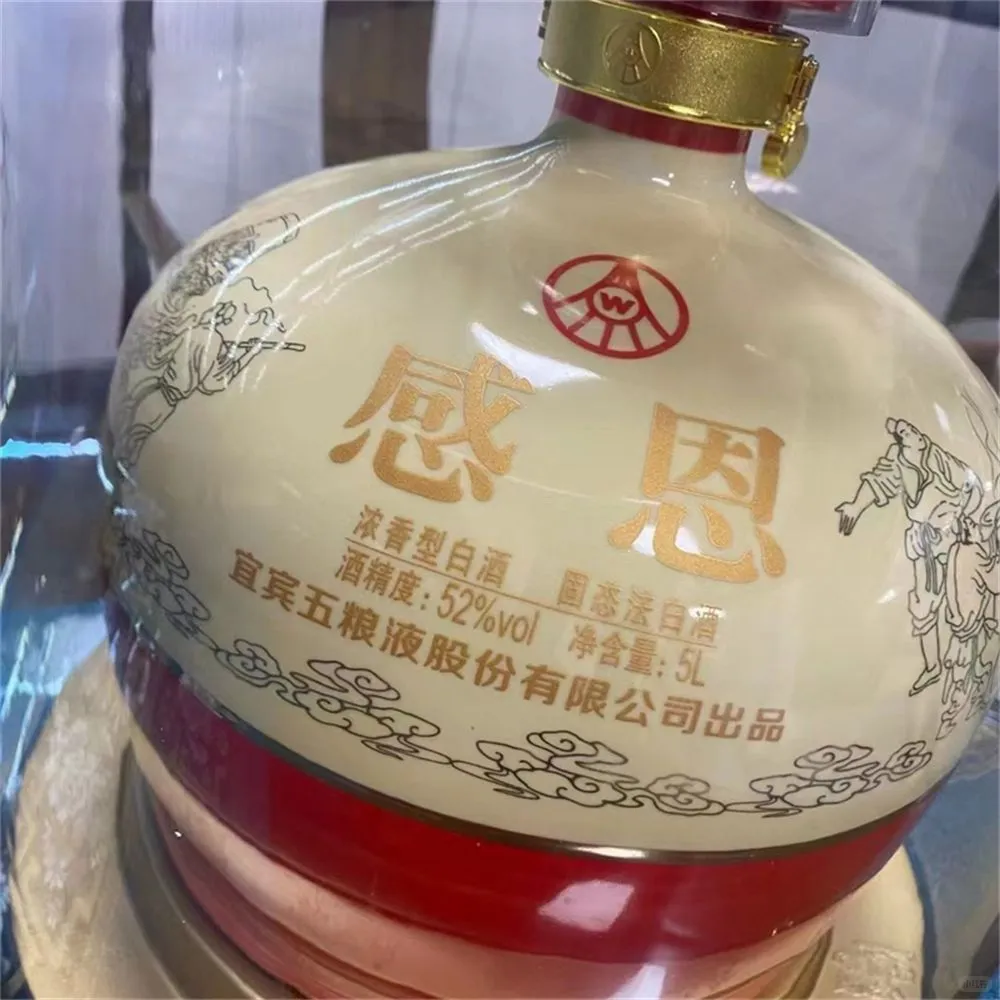 W
感恩
浓香型白酒 固态法白酒
酒精度:52%vol 净含量:5L
宜宾五粮液股份有限公司出品